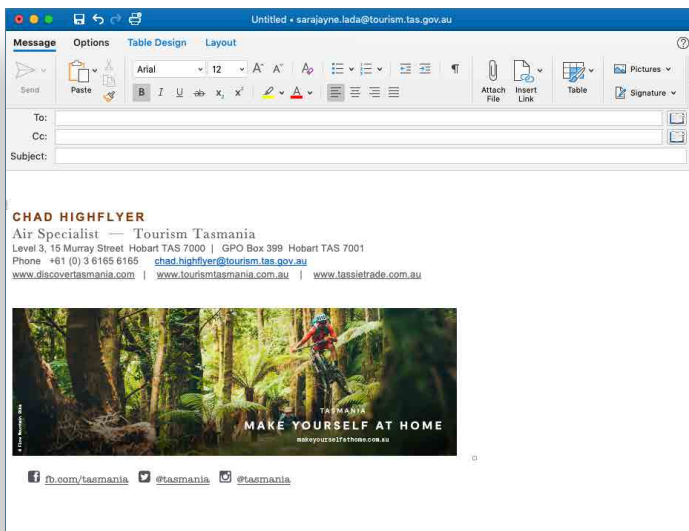 Untitled • sarajayne.lada@tourism.tas.gov.au
Message Options Table Design Layout
Arial 12
Send Paste Attach File Insert Link Table Pictures Signature
To:
Cc:
Subject:
CHAD HIGHFLYER
Air Specialist — Tourism Tasmania
Level 3, 15 Murray Street Hobart TAS 7000 | GPO Box 399 Hobart TAS 7001
Phone +61 (0) 3 6165 6165 chad.highflyer@tourism.tas.gov.au
www.discovertasmania.com | www.tourismtasmania.com.au | www.tassietrade.com.au
TASMANIA
MAKE YOURSELF AT HOME
makeyourselfathome.com.au
fb.com/tasmania @tasmania @tasmania